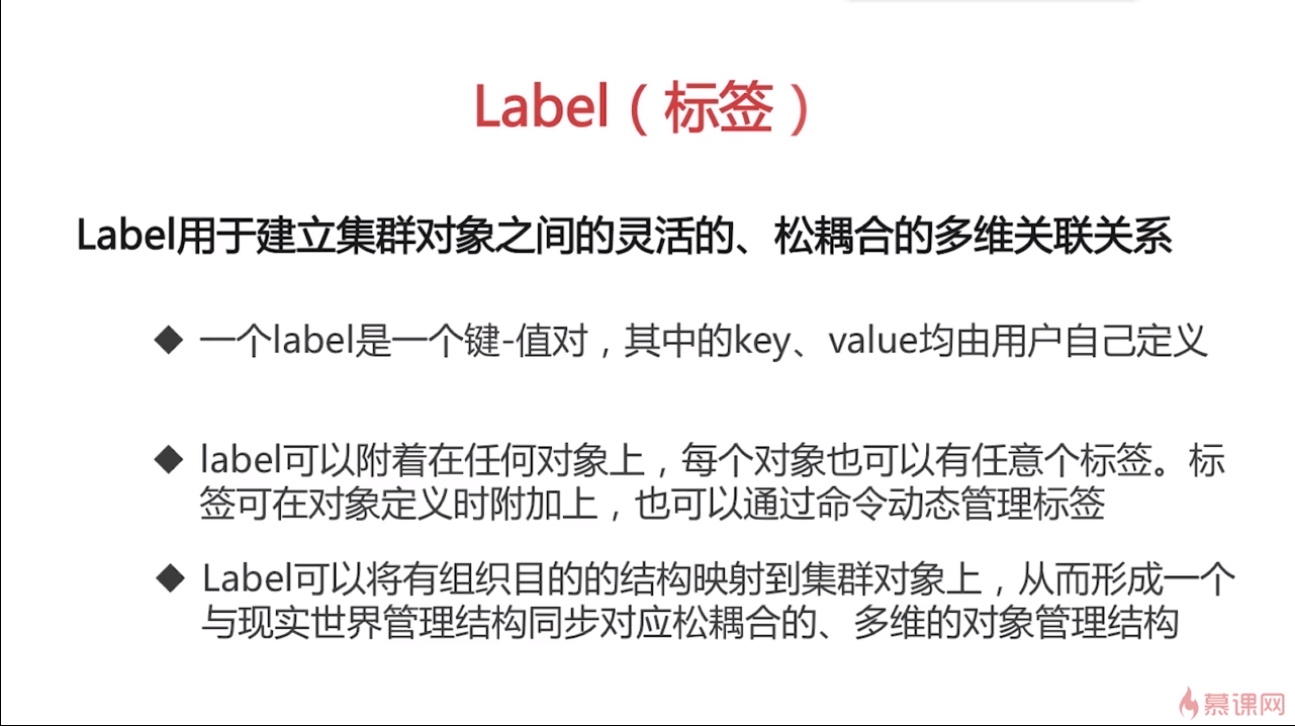 Label（标签）
Label用于建立集群对象之间的灵活的、松耦合的多维关联关系
◆ 一个label是一个键-值对，其中的key、value均由用户自己定义
◆ label可以附着在任何对象上，每个对象也可以有任意个标签。标
签可在对象定义时附加上，也可以通过命令动态管理标签
◆ Label可以将有组织目的的结构映射到集群对象上，从而形成一个
与现实世界管理结构同步对应松耦合的、多维的对象管理结构
慕课网